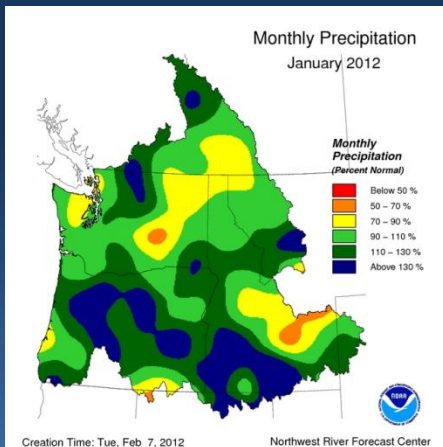 Monthly Precipitation
January 2012
Monthly
Precipitation
(Percent Normal)
Below 50 %
50 - 70 %
70 - 90 %
90 - 110 %
110 - 130 %
Above 130 %
NOAA
Creation Time: Tue, Feb 7, 2012
Northwest River Forecast Center